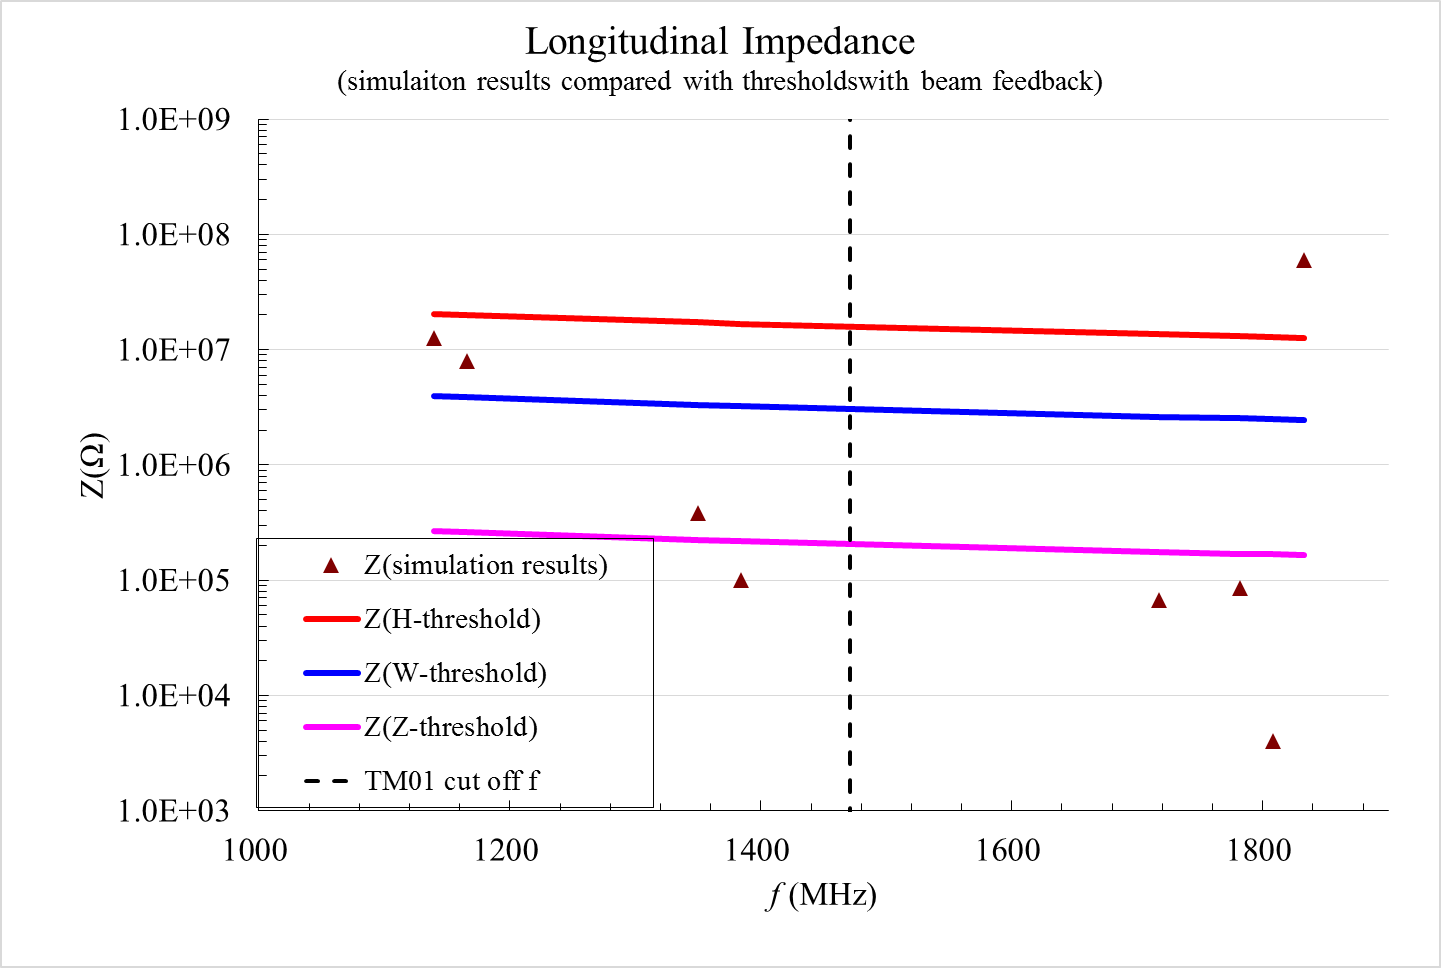 Longitudinal Impedance
(simulaiton results compared with thresholdswith beam feedback)
1.0E+09
1.0E+08
1.0E+07
1.0E+06
1.0E+05
1.0E+04
1.0E+03
Z(Ω)
Z(simulation results)
Z(H-threshold)
Z(W-threshold)
Z(Z-threshold)
TM01 cut off f
1000 1200 1400 1600 1800
f (MHz)